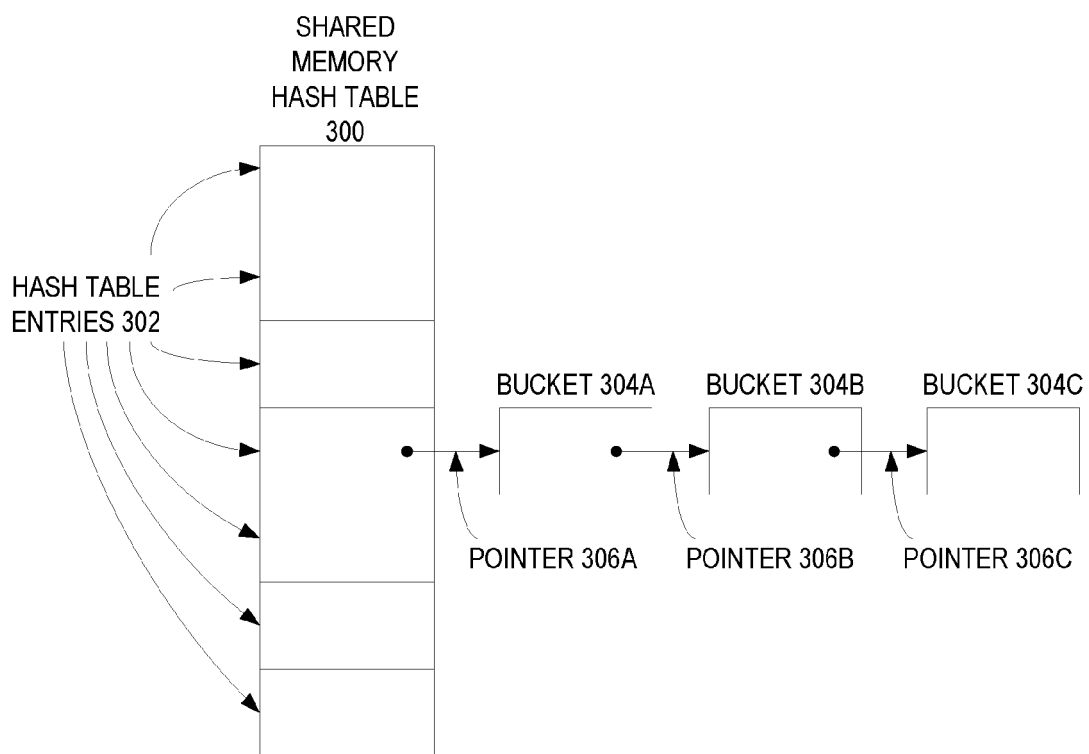 SHARED
MEMORY
HASH TABLE
300
HASH TABLE
ENTRIES 302
BUCKET 304A
BUCKET 304B
BUCKET 304C
POINTER 306A
POINTER 306B
POINTER 306C